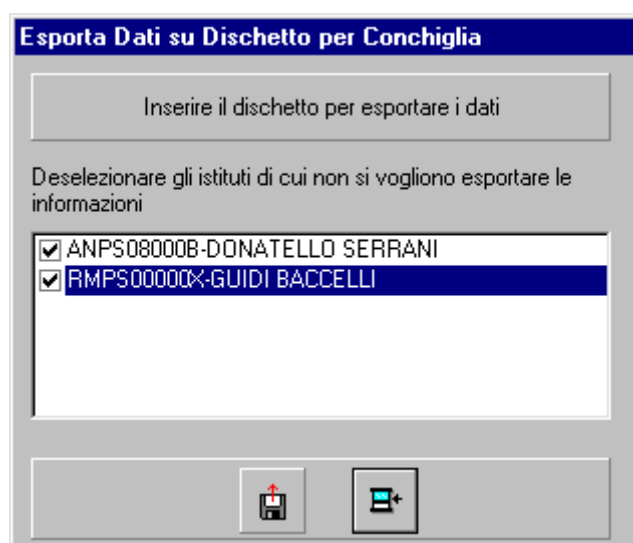 Esporta Dati su Dischetto per Conchiglia
Inserire il dischetto per esportare i dati
Deselezionare gli istituti di cui non si vogliono esportare le
informazioni
ANPS08000B-DONATELLO SERRANI
RMPS00000X-GUIDI BACCELLI